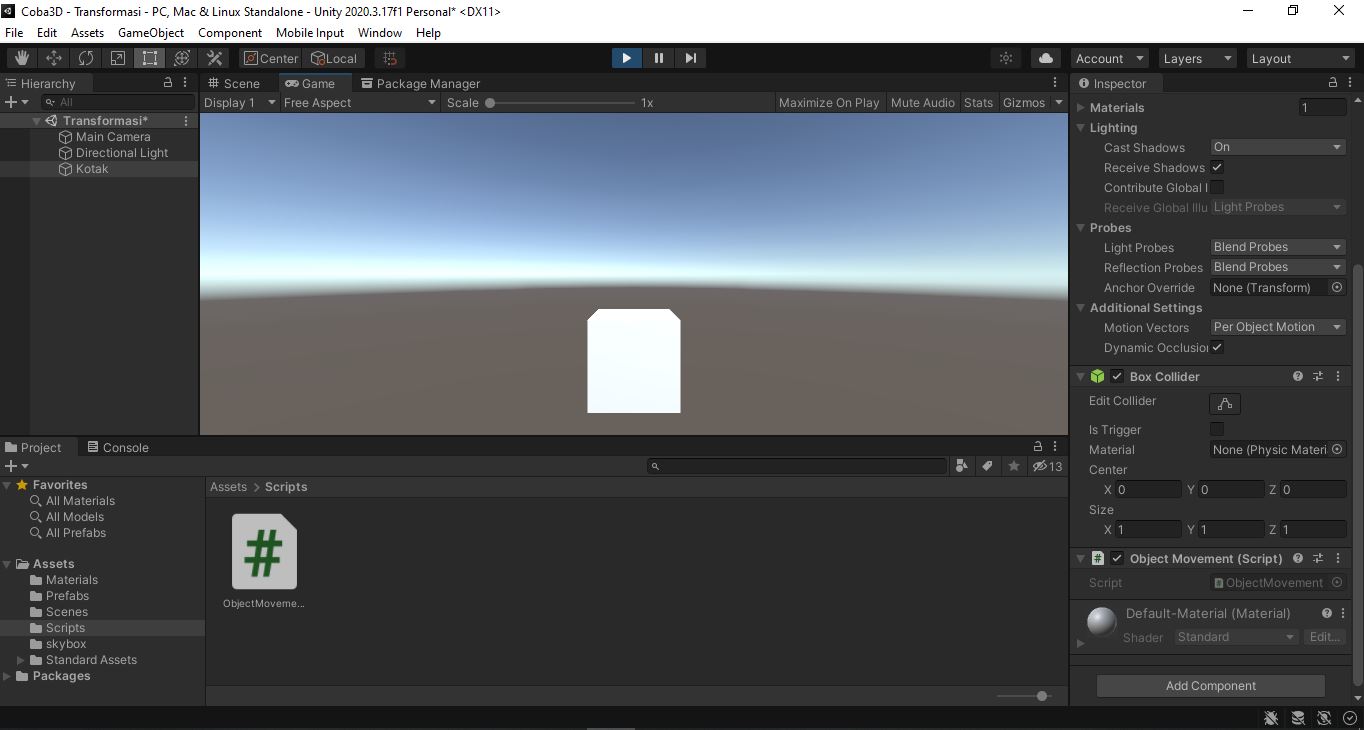 Coba3D - Transformasi - PC, Mac & Linux Standalone - Unity 2020.3.17f1 Personal* <DX11>
File Edit Assets GameObject Component Mobile Input Window Help
Center Local Account Layers Layout
Hierarchy
All
Transformasi*
Main Camera
Directional Light
Kotak
Scene Game Package Manager
Display 1 Free Aspect Scale 1x Maximize On Play Mute Audio Stats Gizmos
Inspector
Materials 1
Lighting
Cast Shadows On
Receive Shadows
Contribute Global I
Receive Global Illu Light Probes
Probes
Light Probes Blend Probes
Reflection Probes Blend Probes
Anchor Override None (Transform)
Additional Settings
Motion Vectors Per Object Motion
Dynamic Occlusion
Box Collider
Edit Collider
Is Trigger
Material None (Physic Materi
Center
X 0 Y 0 Z 0
Size
X 1 Y 1 Z 1
Object Movement (Script)
Script # ObjectMovement
Default-Material (Material)
Shader Standard Edit...
Add Component
Project Console
13
Favorites
All Materials
All Models
All Prefabs
Assets
Materials
Prefabs
Scenes
Scripts
skybox
Standard Assets
Packages
Assets > Scripts
#
ObjectMoveme...